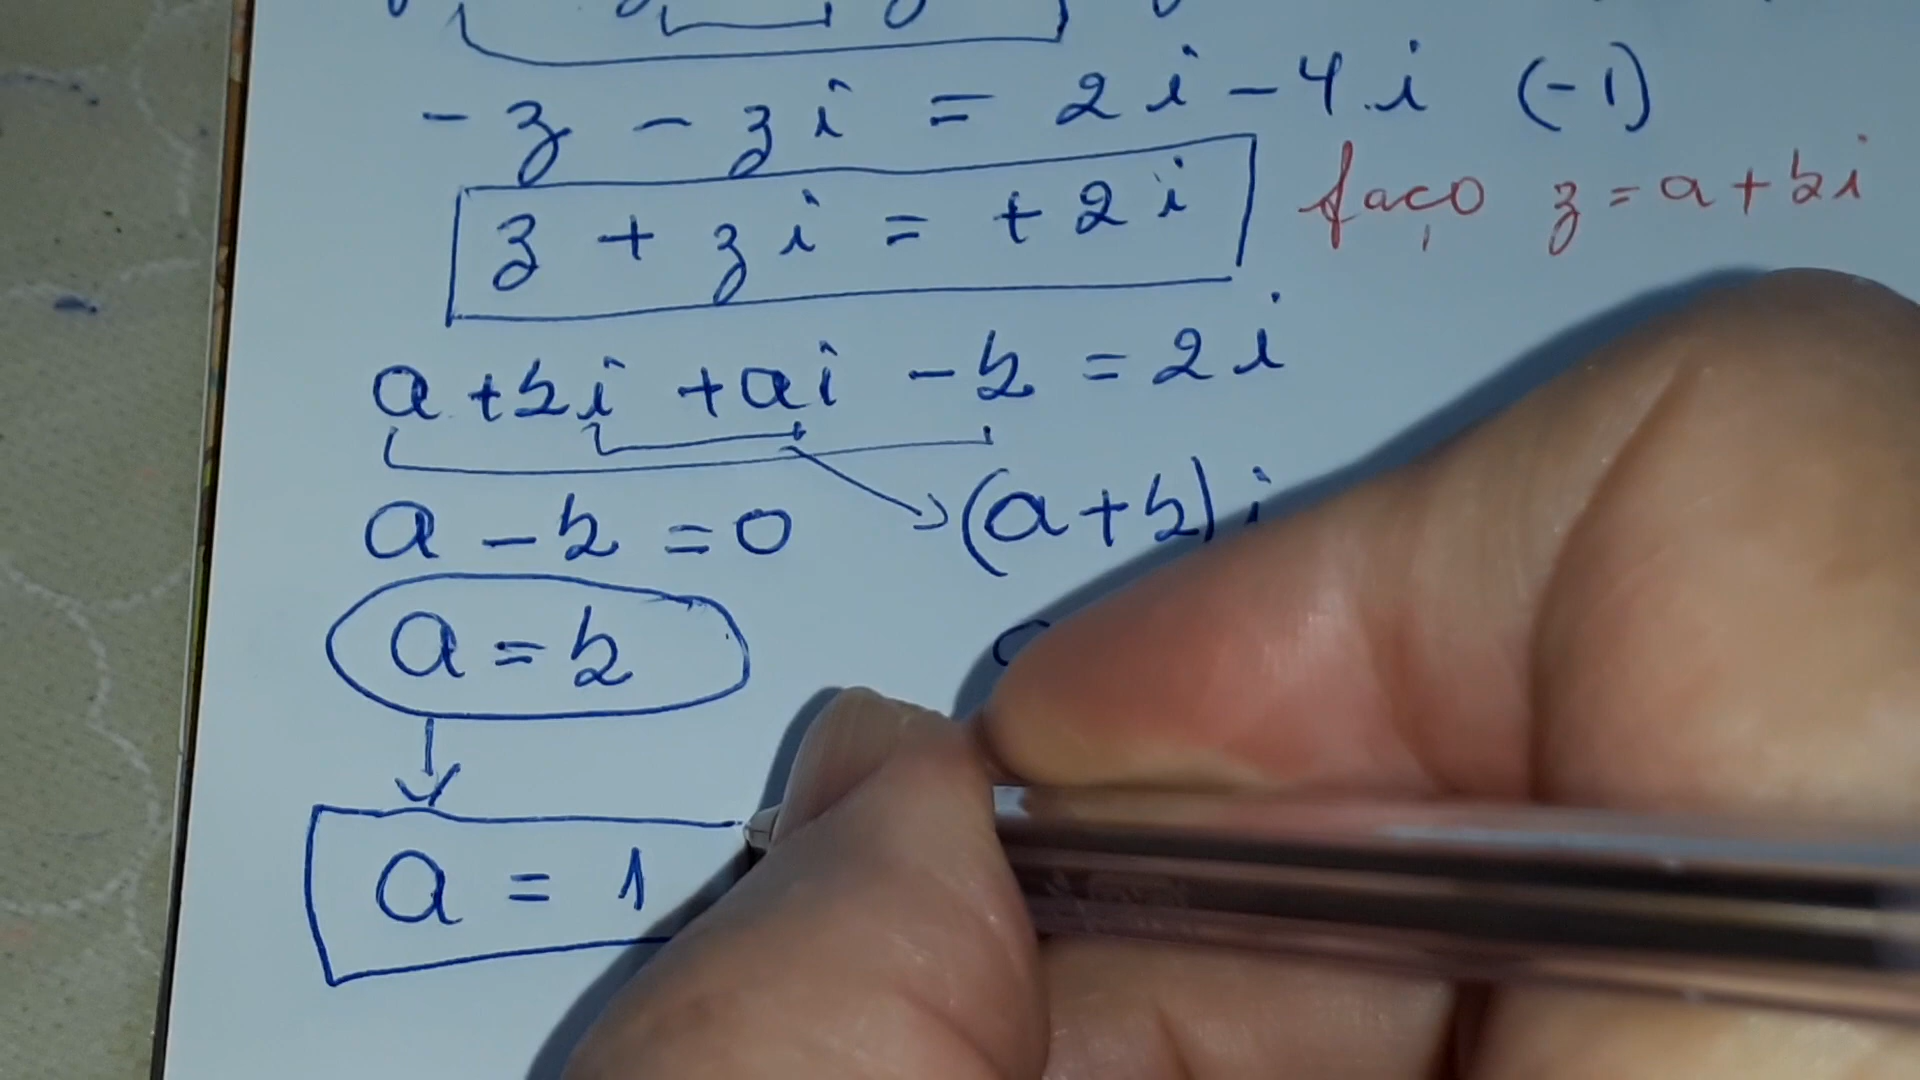 - z - zi = 2i - 4i (-1)
z + zi = + 2i faço z = a + bi
a + bi + ai - b = 2i
a - b = 0 (a + b) i
a = b
a = 1